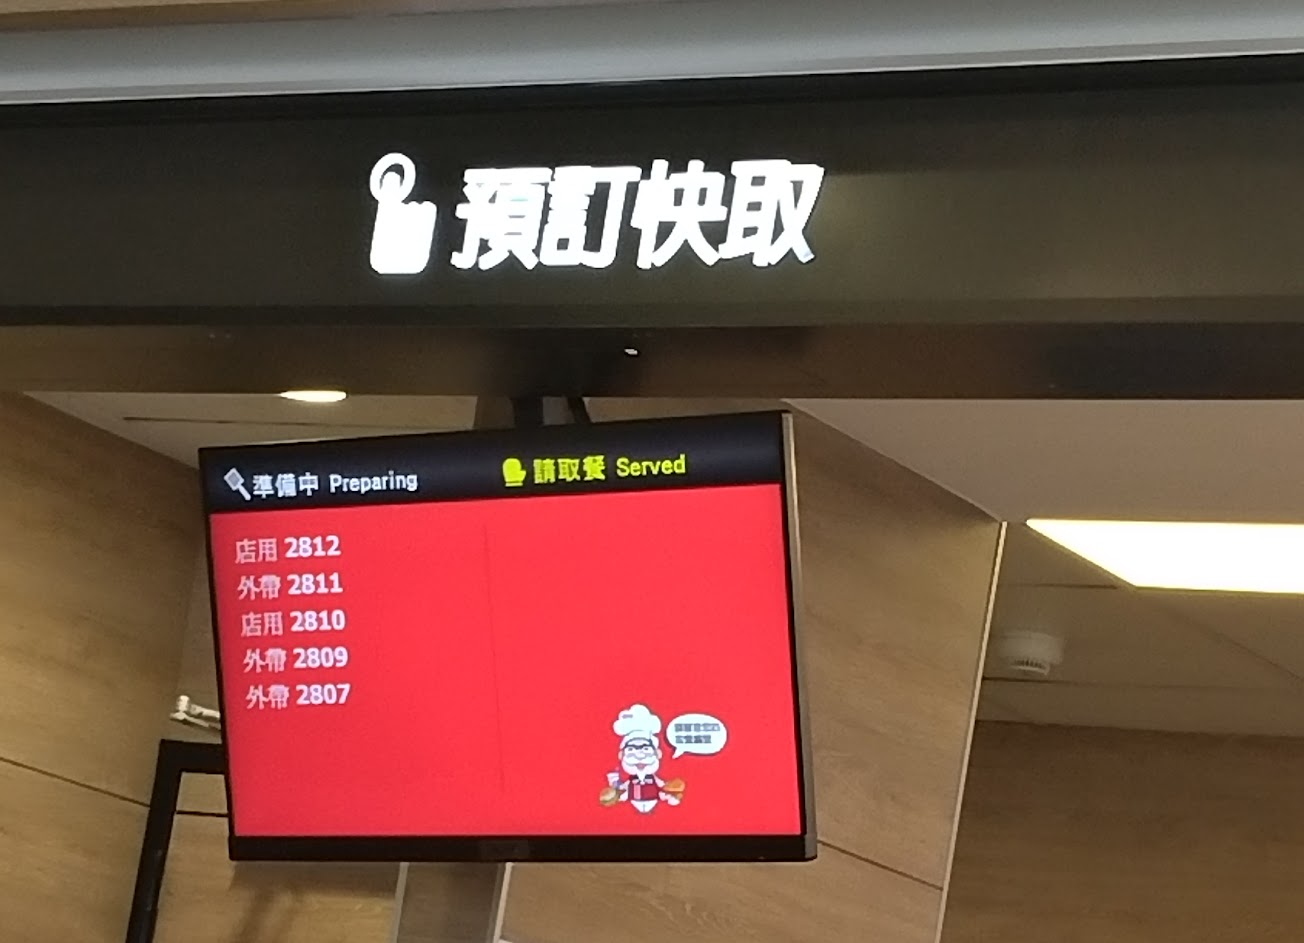 預訂快取
準備中 Preparing
請取餐 Served
店用 2812
外帶 2811
店用 2810
外帶 2809
外帶 2807